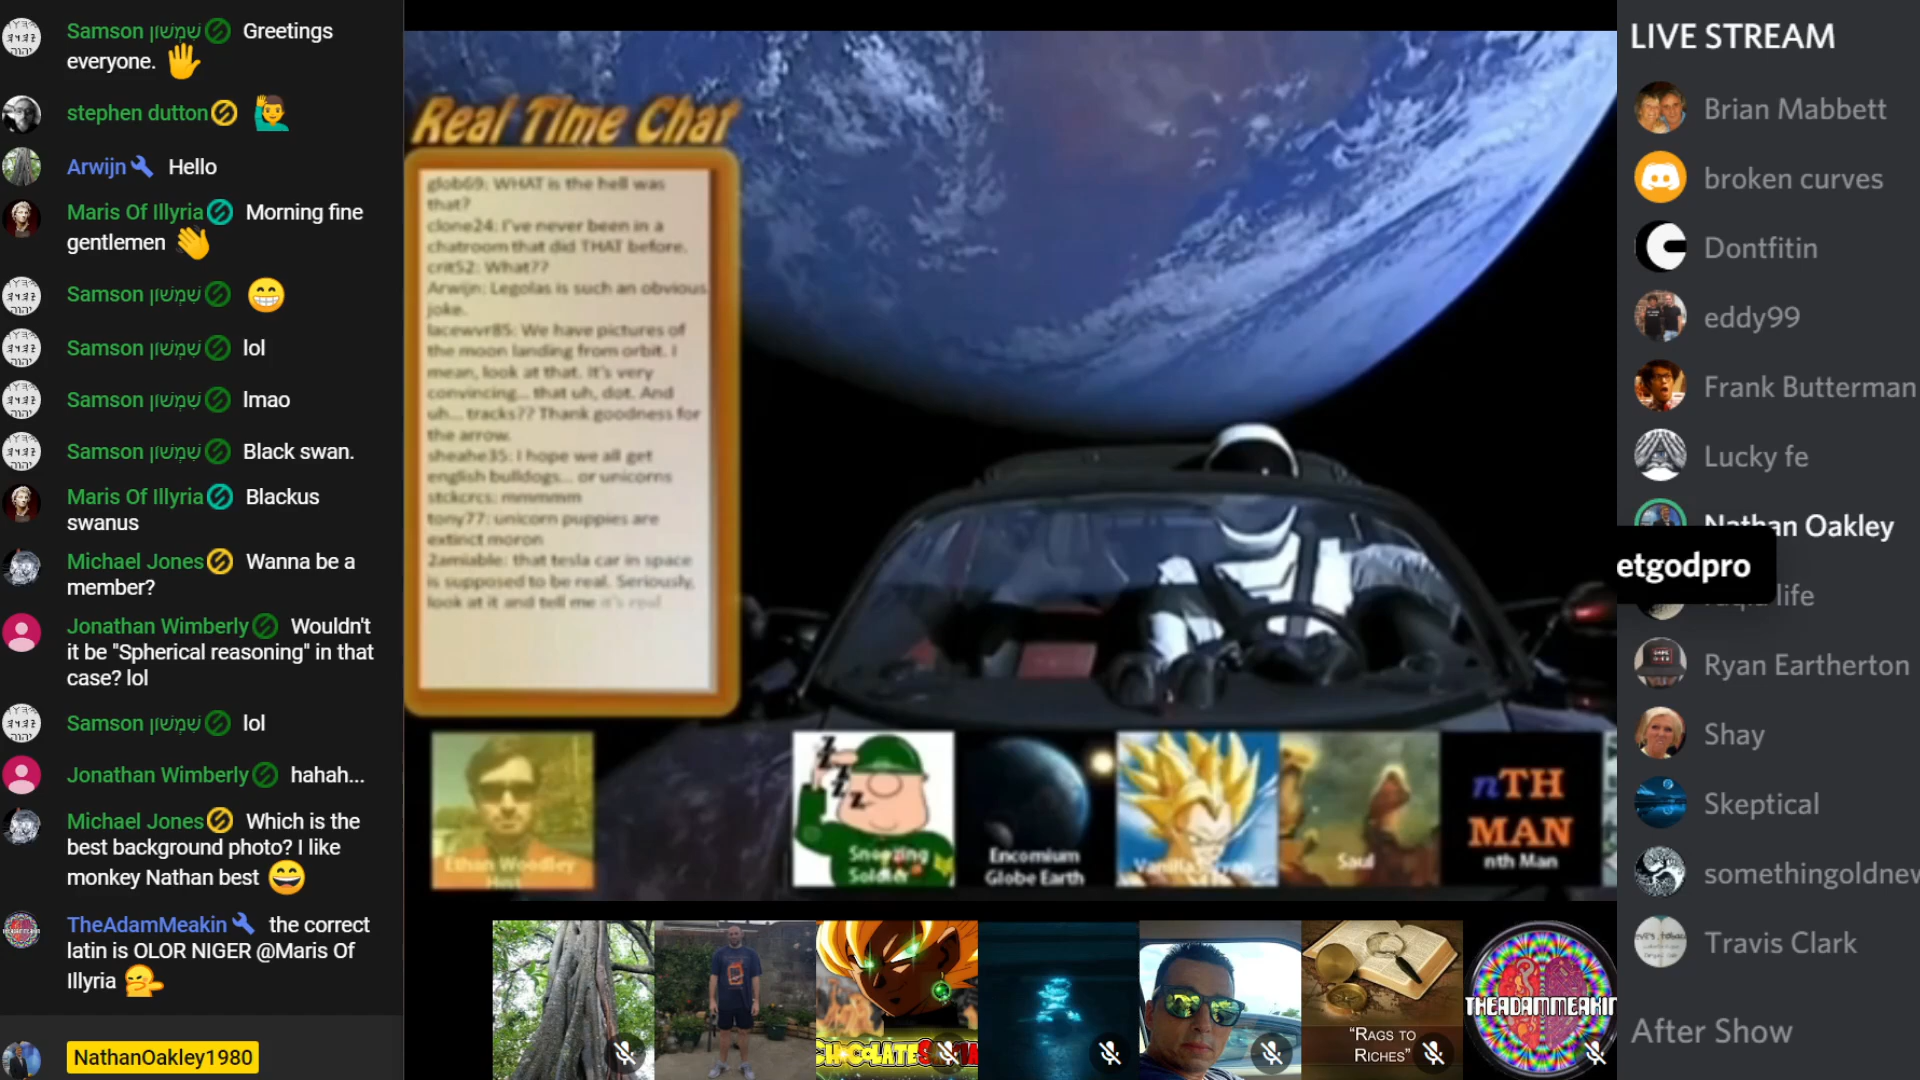 Samson שִׁמְשׁוֹן Greetings
everyone.
stephen dutton
Arwijn Hello
Maris Of Illyria Morning fine
gentlemen
Samson שִׁמְשׁוֹן
Samson שִׁמְשׁוֹן lol
Samson שִׁמְשׁוֹן lmao
Samson שִׁמְשׁוֹן Black swan.
Maris Of Illyria Blackus
swanus
Michael Jones Wanna be a
member?
Jonathan Wimberly Wouldn't
it be "Spherical reasoning" in that
case? lol
Samson שִׁמְשׁוֹן lol
Jonathan Wimberly hahah...
Michael Jones Which is the
best background photo? I like
monkey Nathan best
TheAdamMeakin the correct
latin is OLOR NIGER @Maris Of
Illyria
NathanOakley1980
Real Time Chat
glob69: WHAT is the hell was
that?
clone24: I've never been in a
chatroom that did THAT before.
crit52: What??
Arwijn: Legolas is such an obvious
joke.
lacewvr85: We have pictures of
the moon landing from orbit. I
mean, look at that. It's very
convincing... that uh, dot. And
uh... tracks?? Thank goodness for
the arrow.
sheahe35: I hope we all get
english bulldogs... or unicorns
stckcrcs: mmmmm
tony77: unicorn puppies are
extinct moron
2amiable: that tesla car in space
is supposed to be real. Seriously,
look at it and tell me it's real
Ethan Woodley
Host
Snoozing
Soldier
Encomium
Globe Earth
Saul
nTH
MAN
nth Man
"RAGS TO
RICHES"
THEADAMMEAKIN
LIVE STREAM
Brian Mabbett
broken curves
Dontfitin
eddy99
Frank Butterman
Lucky fe
Nathan Oakley
etgodpro
life
Ryan Eartherton
Shay
Skeptical
somethingoldnew
Travis Clark
After Show